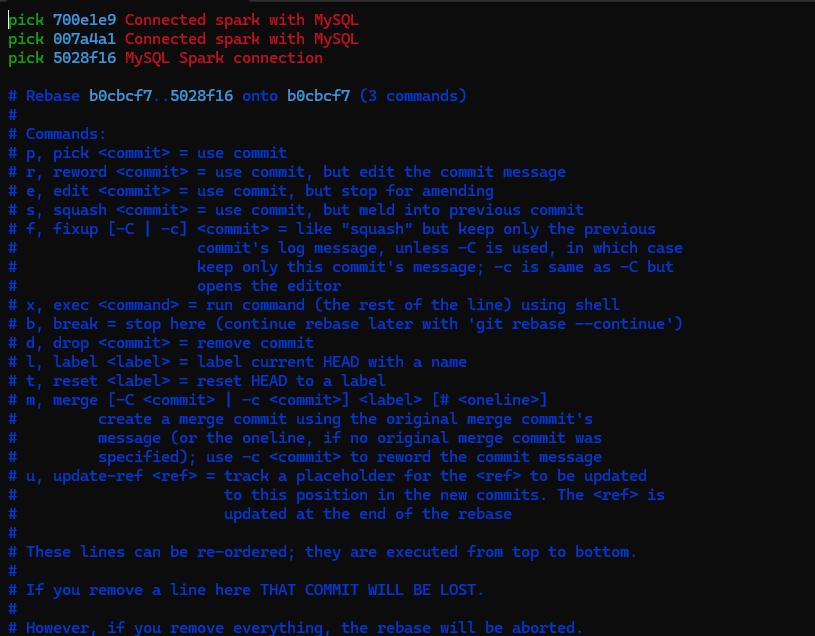 pick 700e1e9 Connected spark with MySQL
pick 007a4a1 Connected spark with MySQL
pick 5028f16 MySQL Spark connection
# Rebase b0cbcf7..5028f16 onto b0cbcf7 (3 commands)
#
# Commands:
# p, pick <commit> = use commit
# r, reword <commit> = use commit, but edit the commit message
# e, edit <commit> = use commit, but stop for amending
# s, squash <commit> = use commit, but meld into previous commit
# f, fixup [-C | -c] <commit> = like "squash" but keep only the previous
#                    commit's log message, unless -C is used, in which case
#                    keep only this commit's message; -c is same as -C but
#                    opens the editor
# x, exec <command> = run command (the rest of the line) using shell
# b, break = stop here (continue rebase later with 'git rebase --continue')
# d, drop <commit> = remove commit
# l, label <label> = label current HEAD with a name
# t, reset <label> = reset HEAD to a label
# m, merge [-C <commit> | -c <commit>] <label> [# <oneline>]
#         create a merge commit using the original merge commit's
#         message (or the oneline, if no original merge commit was
#         specified); use -c <commit> to reword the commit message
# u, update-ref <ref> = track a placeholder for the <ref> to be updated
#                       to this position in the new commits. The <ref> is
#                       updated at the end of the rebase
#
# These lines can be re-ordered; they are executed from top to bottom.
#
# If you remove a line here THAT COMMIT WILL BE LOST.
#
# However, if you remove everything, the rebase will be aborted.